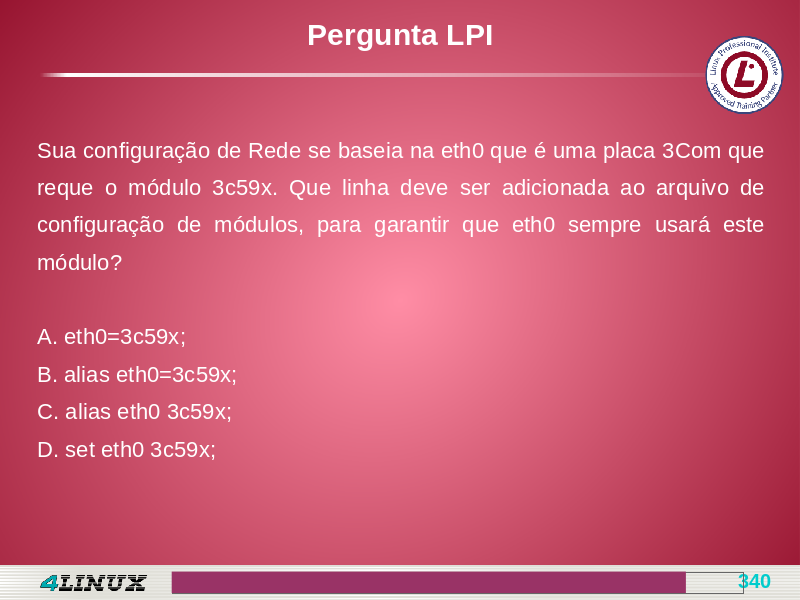 Pergunta LPI
Linux Professional Institute
Approved Training Partner
Sua configuração de Rede se baseia na eth0 que é uma placa 3Com que
reque o módulo 3c59x. Que linha deve ser adicionada ao arquivo de
configuração de módulos, para garantir que eth0 sempre usará este
módulo?
A. eth0=3c59x;
B. alias eth0=3c59x;
C. alias eth0 3c59x;
D. set eth0 3c59x;
4LINUX
340